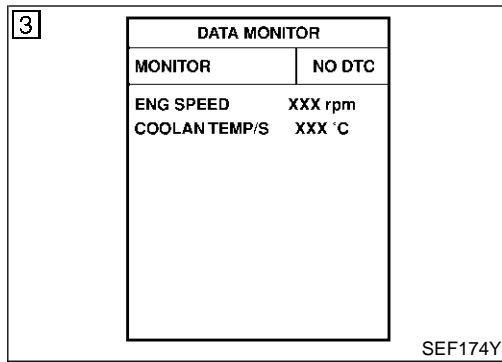 3
DATA MONITOR
MONITOR NO DTC
ENG SPEED XXX rpm
COOLAN TEMP/S XXX °C
SEF174Y